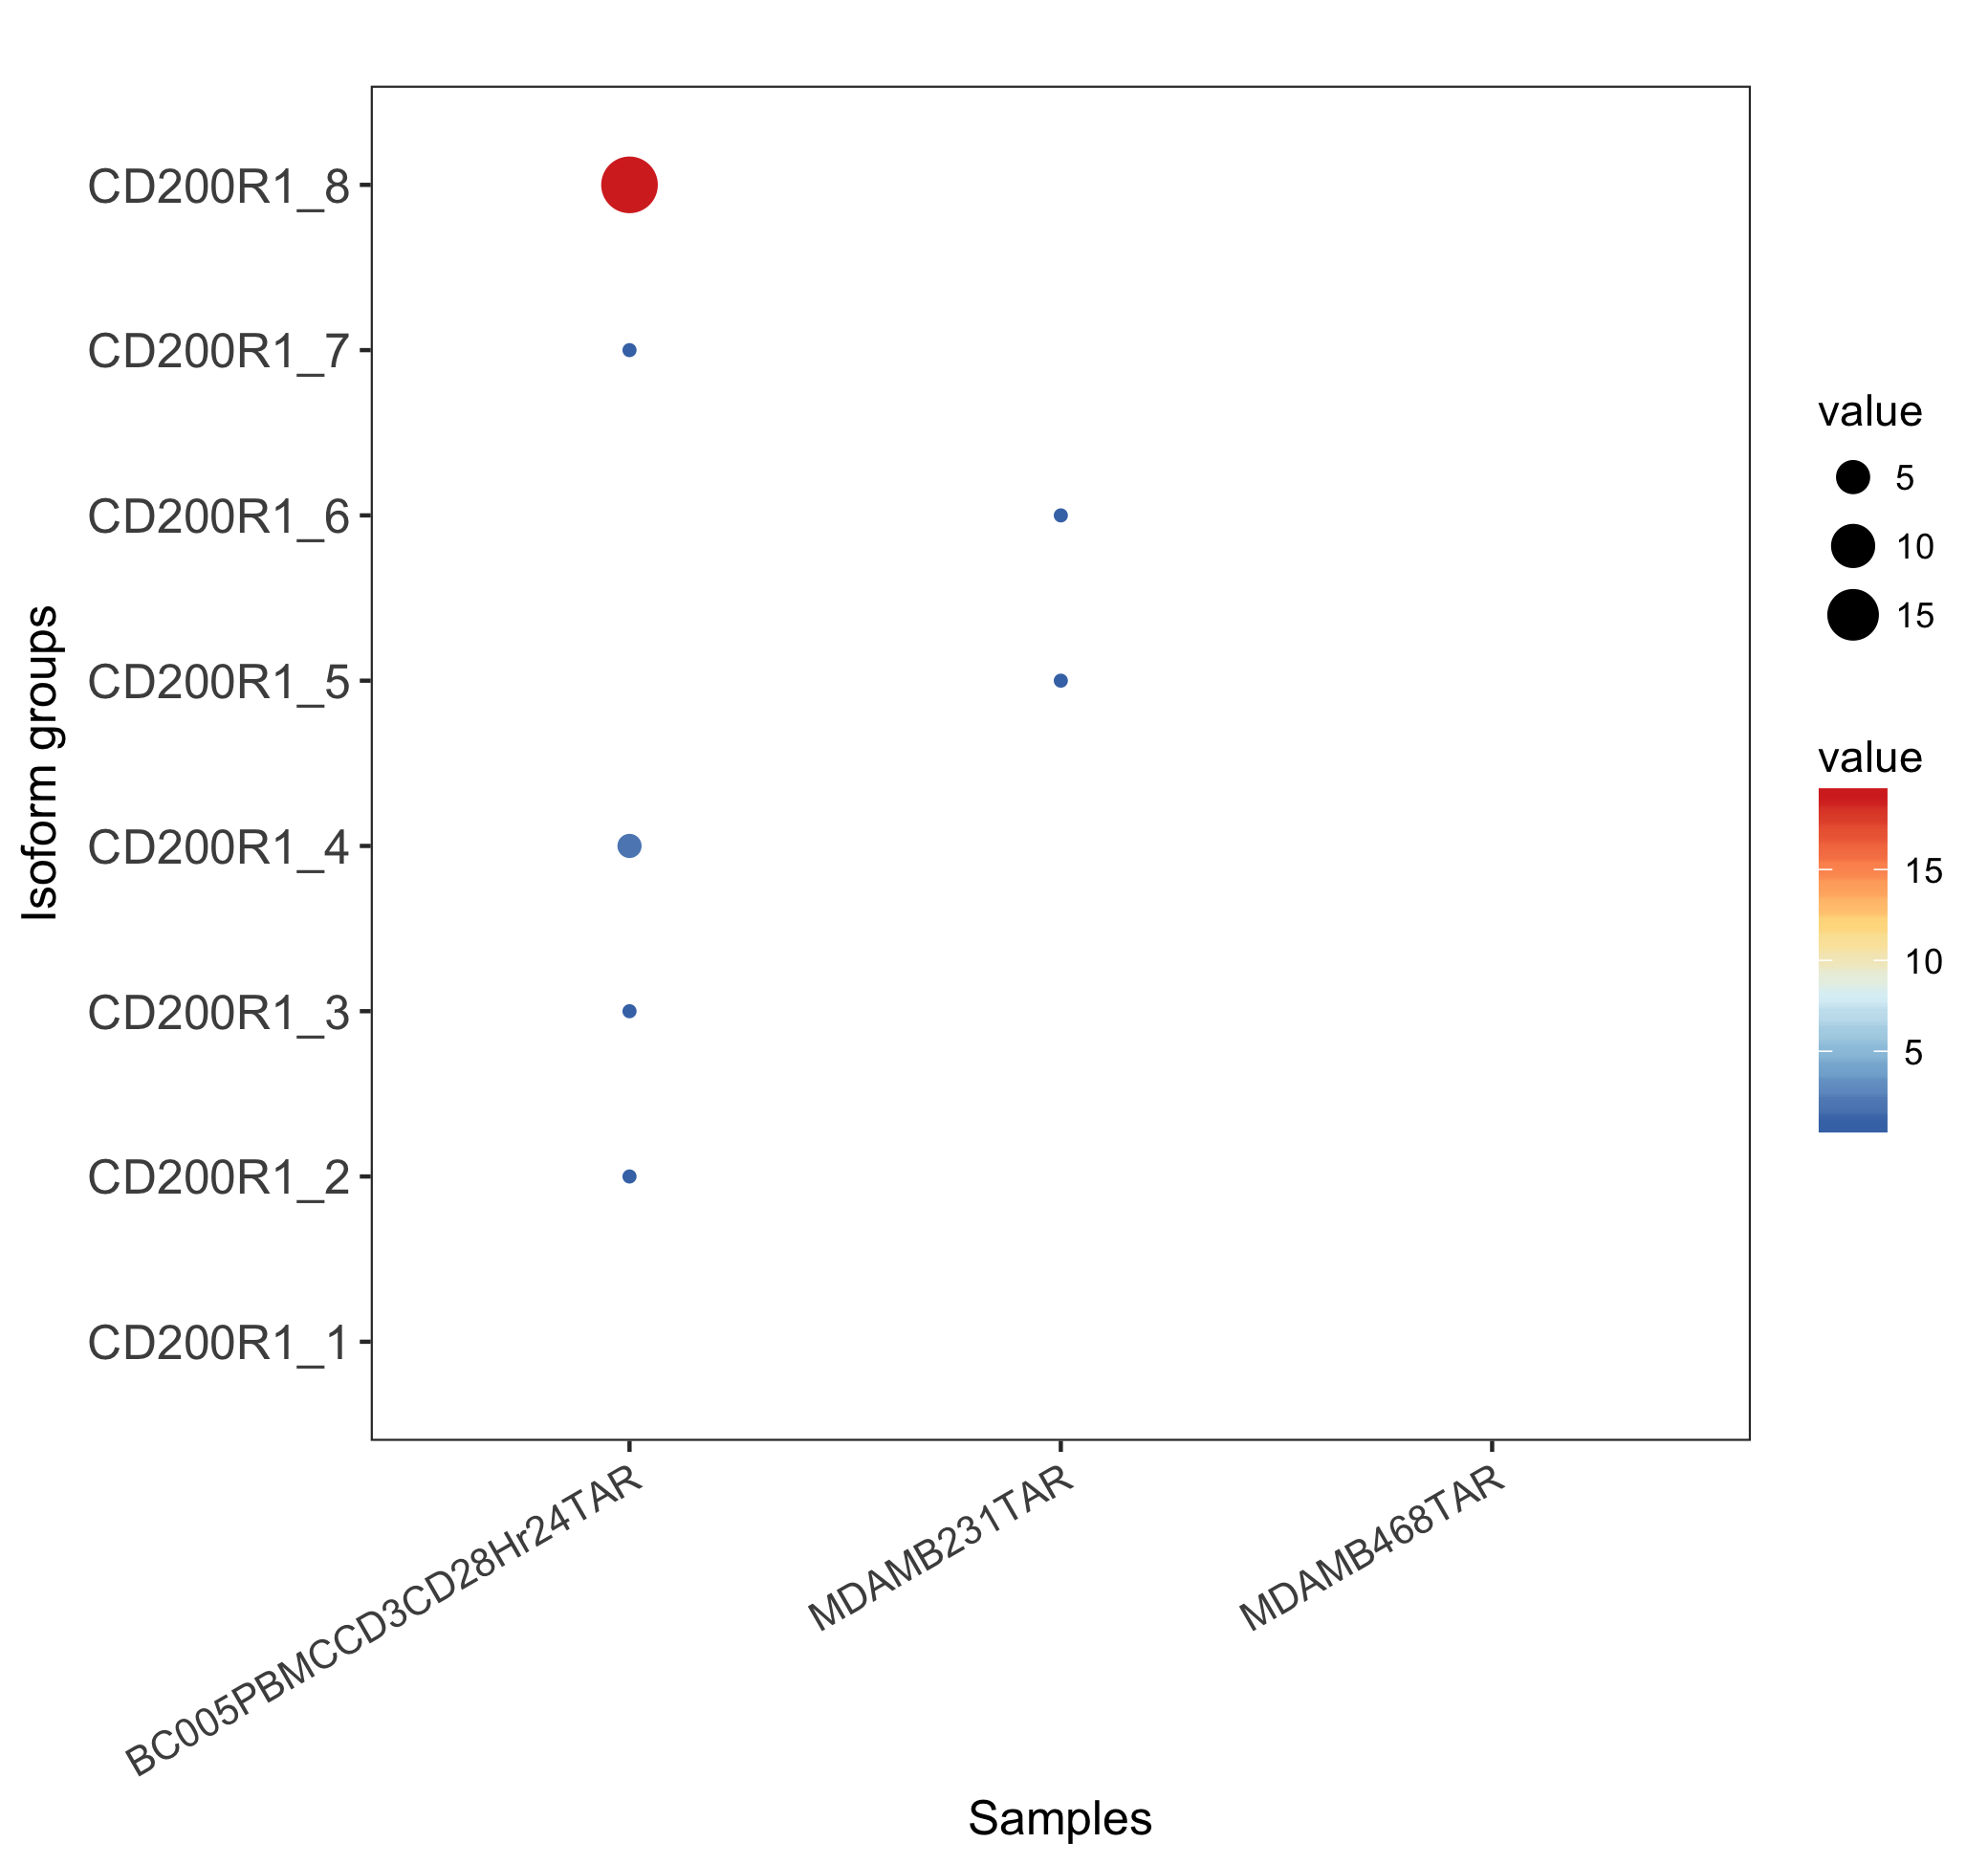 CD200R1_8
CD200R1_7
CD200R1_6
CD200R1_5
CD200R1_4
CD200R1_3
CD200R1_2
CD200R1_1
Isoform groups
BC005PBMCCD3CD28Hr24TAR
MDAMB231TAR
MDAMB468TAR
Samples
value
5
10
15
value
15
10
5